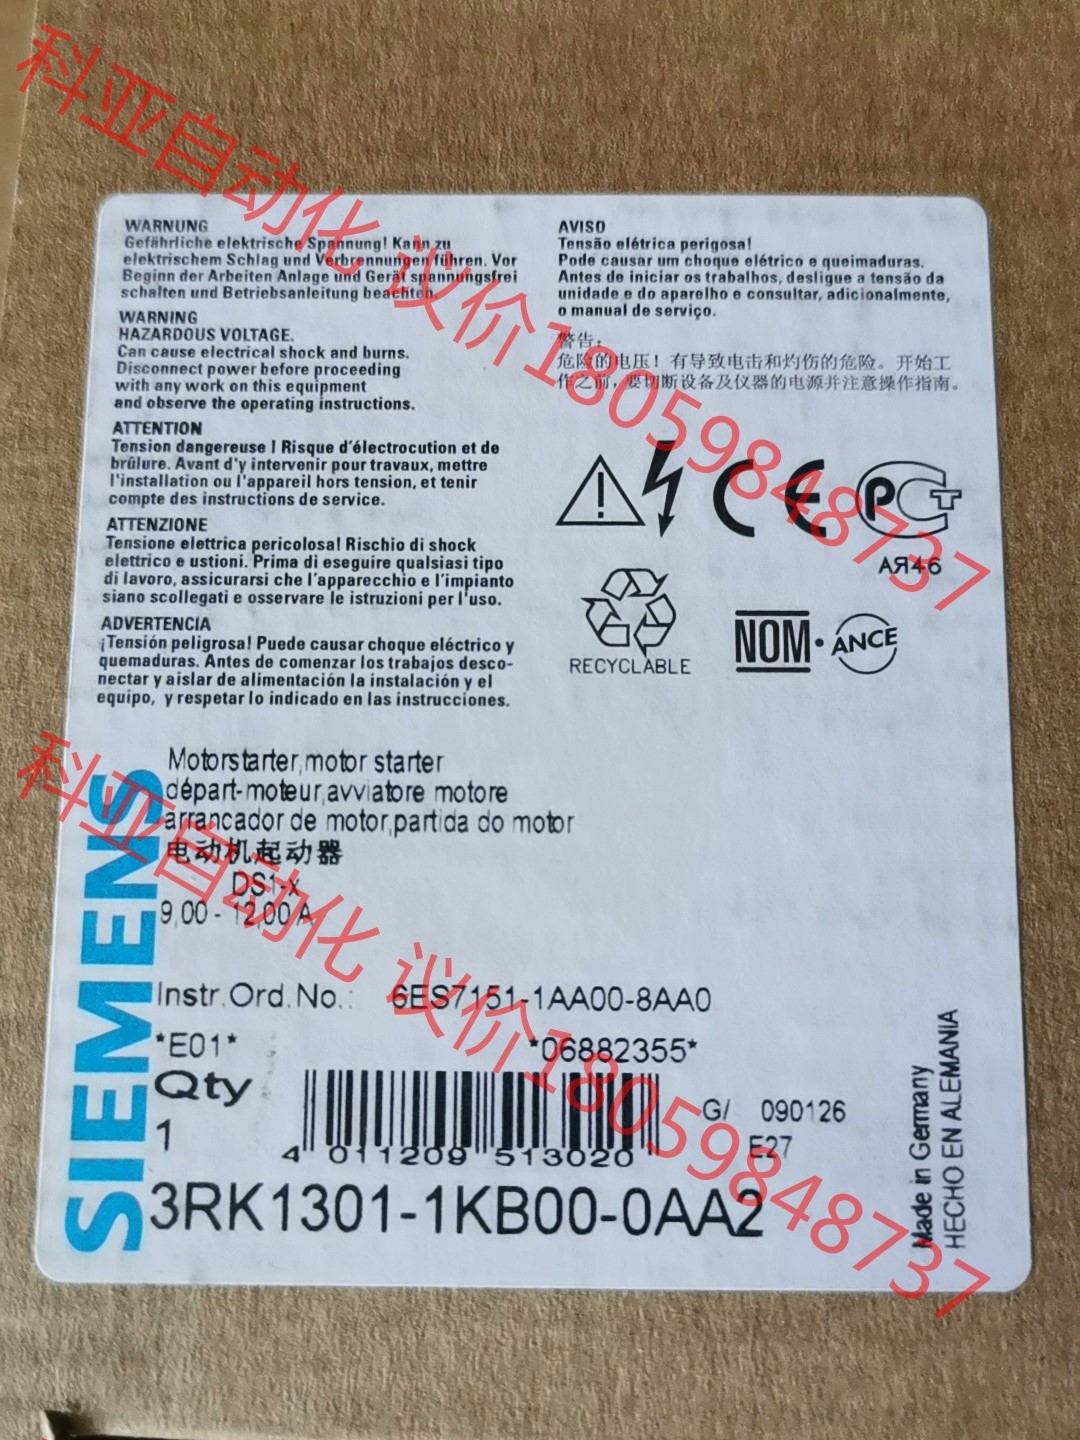 WARNUNG
Gefährliche elektrische Spannung! Kann zu
elektrischem Schlag und Verbrennungen führen. Vor
Beginn der Arbeiten Anlage und Gerät spannungsfrei
schalten und Betriebsanleitung beachten.
WARNING
HAZARDOUS VOLTAGE.
Can cause electrical shock and burns.
Disconnect power before proceeding
with any work on this equipment
and observe the operating instructions.
ATTENTION
Tension dangereuse ! Risque d'électrocution et de
brûlure. Avant d'y intervenir pour travaux, mettre
l'installation ou l'appareil hors tension, et tenir
compte des instructions de service.
ATTENZIONE
Tensione elettrica pericolosa! Rischio di shock
elettrico e ustioni. Prima di eseguire qualsiasi tipo
di lavoro, assicurarsi che l'apparecchio e l'impianto
siano scollegati e osservare le istruzioni per l'uso.
ADVERTENCIA
¡Tensión peligrosa! Puede causar choque eléctrico y
quemaduras. Antes de comenzar los trabajos desco-
nectar y aislar de alimentación la instalación y el
equipo, y respetar lo indicado en las instrucciones.
AVISO
Tensão elétrica perigosa!
Pode causar um choque elétrico e queimaduras.
Antes de iniciar os trabalhos, desligue a tensão da
unidade e do aparelho e consultar, adicionalmente,
o manual de serviço.
警告:
危险的电压! 有导致电击和灼伤的危险。开始工
作之前, 要切断设备及仪器的电源并注意操作指南。
CE
PCT
АЯ46
RECYCLABLE
NOM·ANCE
SIEMENS
Motorstarter,motor starter
départ-moteur,avviatore motore
arrancador de motor,partida do motor
电动机起动器
DS1-x
9,00 - 12,00 A
Instr.Ord.No.: 6ES7151-1AA00-8AA0
*E01* *06882355*
Qty
1
4 011209 513020
G/ 090126
E27
3RK1301-1KB00-0AA2
Made in Germany
HECHO EN ALEMANIA
科亚自动化 议价18059848737
科亚自动化 议价18059848737